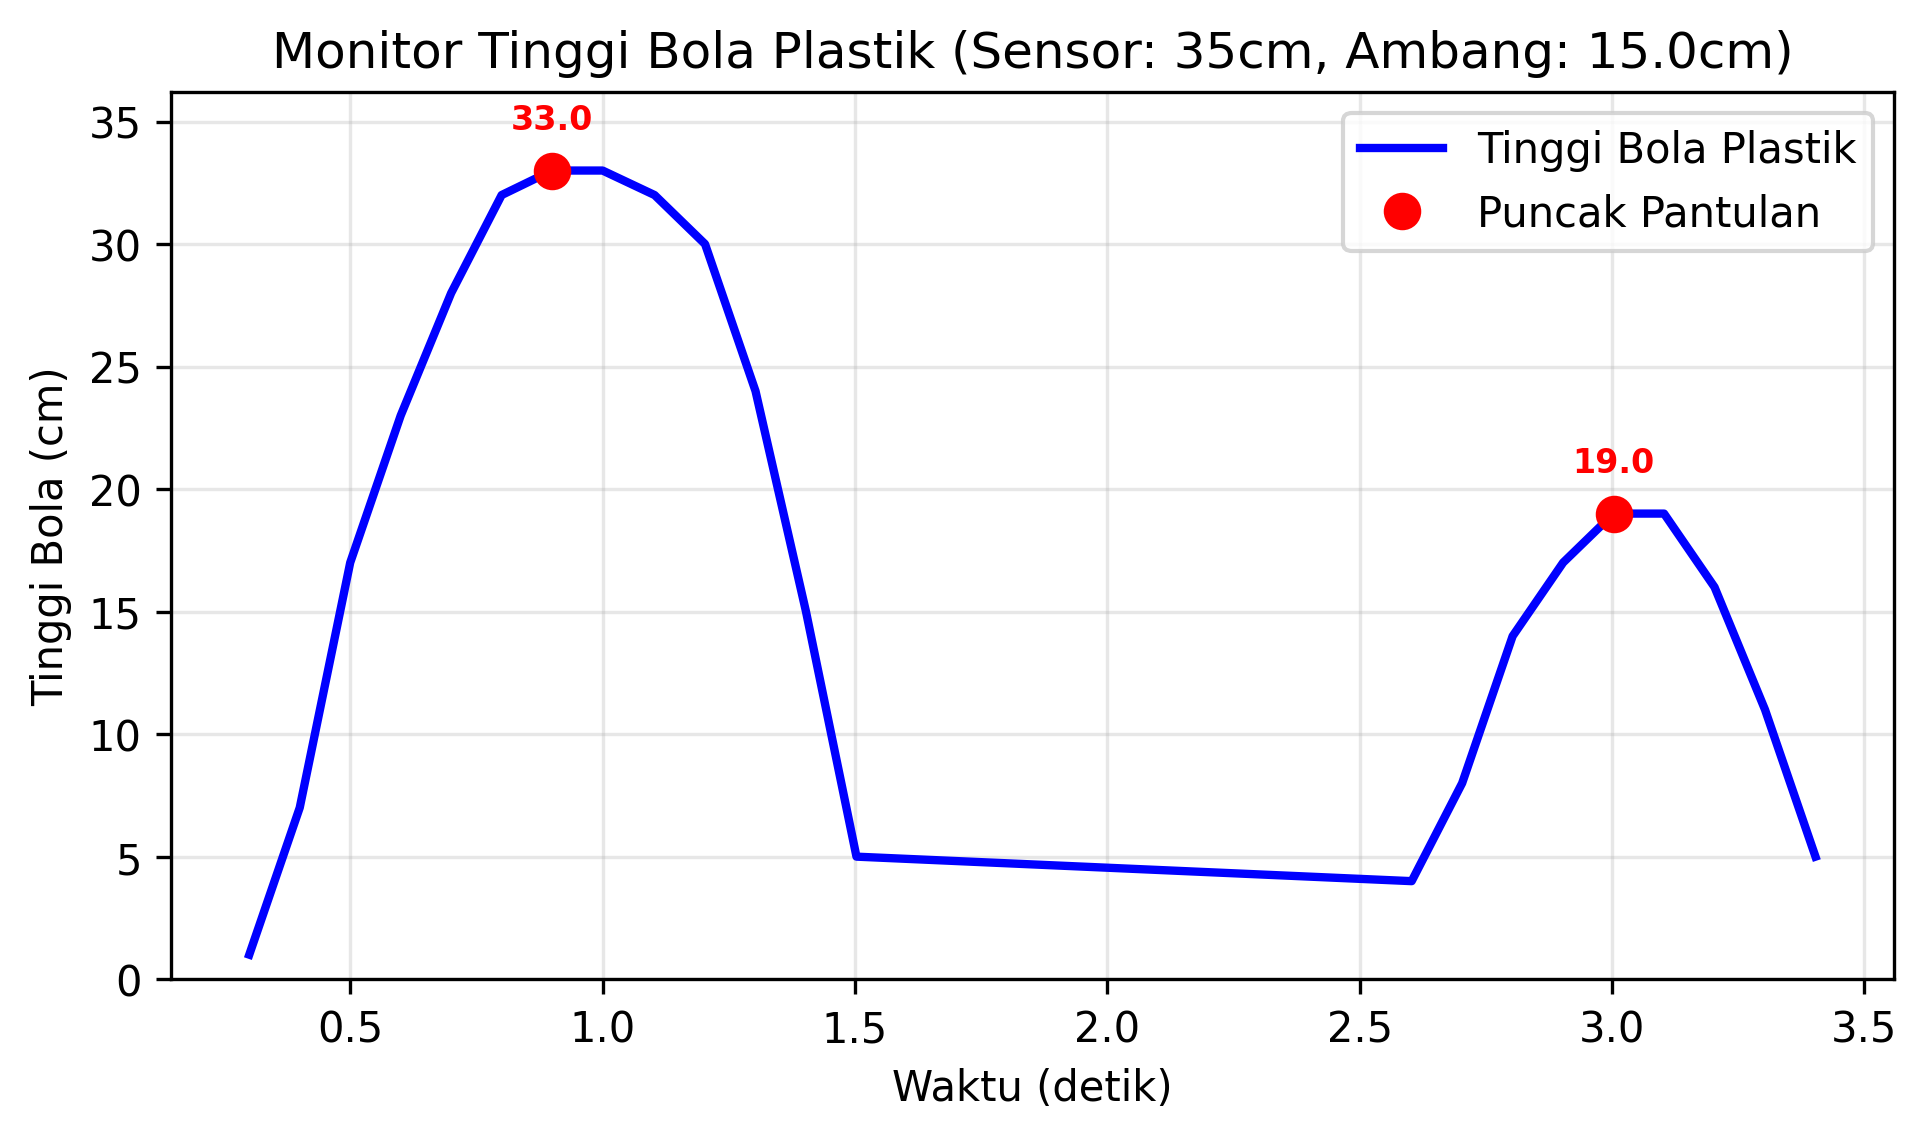 Monitor Tinggi Bola Plastik (Sensor: 35cm, Ambang: 15.0cm)
33.0
19.0
Tinggi Bola Plastik
Puncak Pantulan
Tinggi Bola (cm)
35
30
25
20
15
10
5
0
0.5 1.0 1.5 2.0 2.5 3.0 3.5
Waktu (detik)